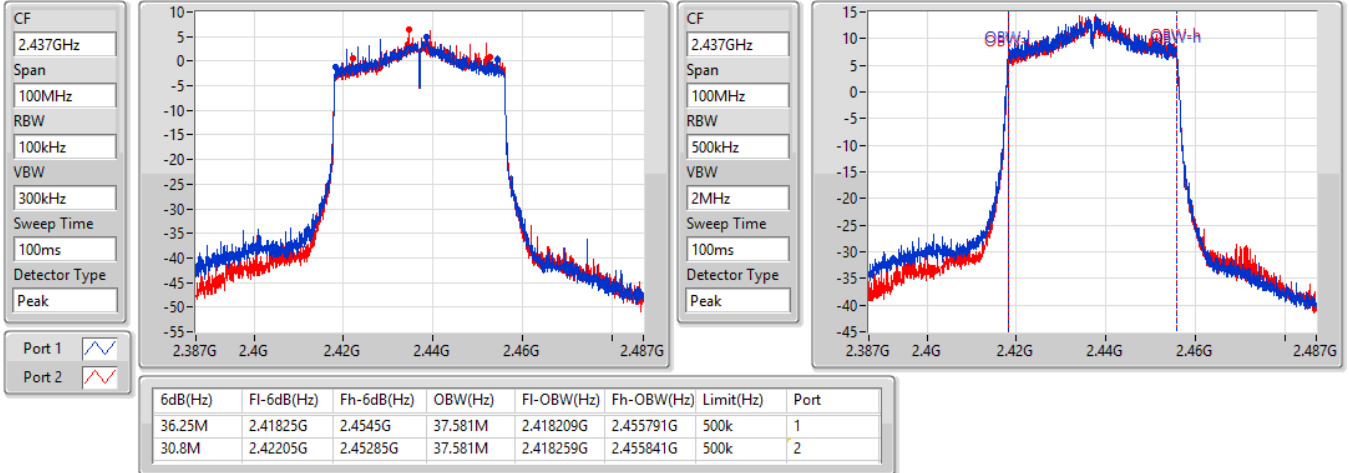 CF
2.437GHz
Span
100MHz
RBW
100kHz
VBW
300kHz
Sweep Time
100ms
Detector Type
Peak
Port 1
Port 2
10
5
0
-5
-10
-15
-20
-25
-30
-35
-40
-45
-50
-55
2.387G 2.4G 2.42G 2.44G 2.46G 2.487G
CF
2.437GHz
Span
100MHz
RBW
500kHz
VBW
2MHz
Sweep Time
100ms
Detector Type
Peak
15
10
5
0
-5
-10
-15
-20
-25
-30
-35
-40
-45
OBW-l OBW-h
2.387G 2.4G 2.42G 2.44G 2.46G 2.487G
6dB(Hz) Fl-6dB(Hz) Fh-6dB(Hz) OBW(Hz) Fl-OBW(Hz) Fh-OBW(Hz) Limit(Hz) Port
36.25M 2.41825G 2.4545G 37.581M 2.418209G 2.455791G 500k 1
30.8M 2.42205G 2.45285G 37.581M 2.418259G 2.455841G 500k 2